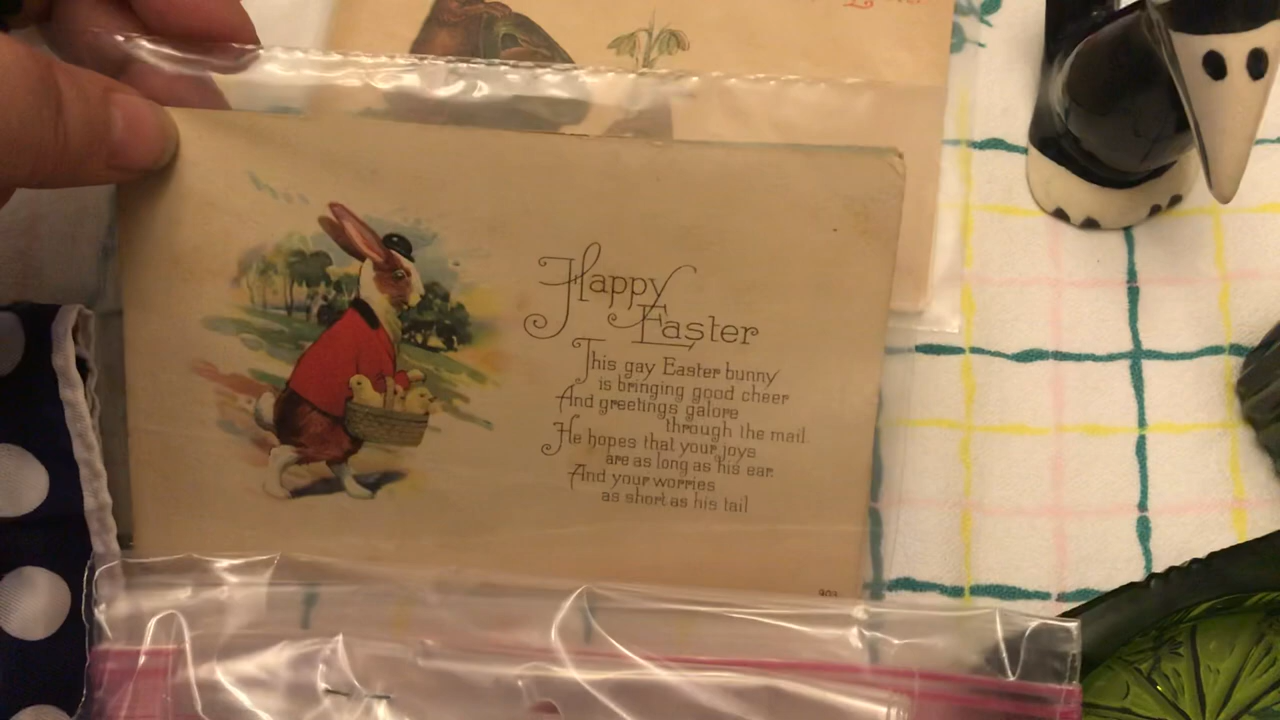 Happy
Easter
This gay Easter bunny
is bringing good cheer
And greetings galore
through the mail.
He hopes that your joys
are as long as his ear.
And your worries
as short as his tail
903